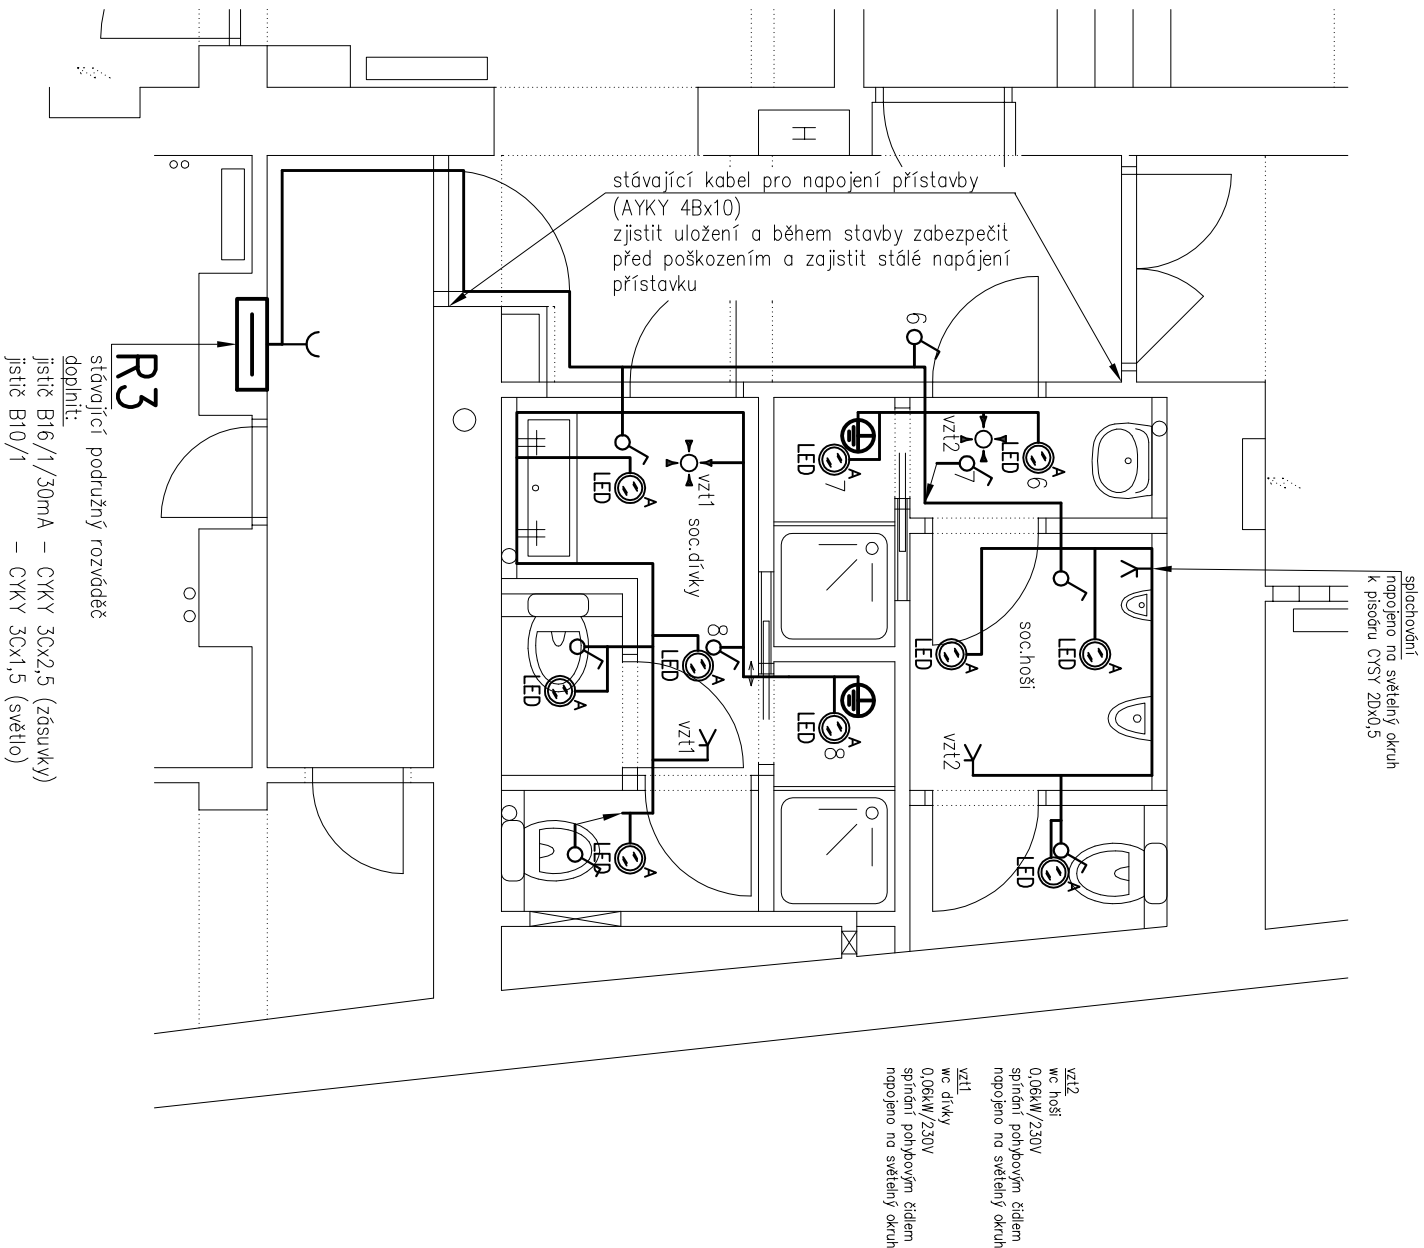 stávající kabel pro napojení přístavby
(AYKY 4Bx10)
zjistit uložení a během stavby zabezpečit
před poškozením a zajistit stálé napájení
přístavku
H
6
R3
stávající podružný rozváděč
doplnit:
jistič B16/1/30mA – CYKY 3Cx2,5 (zásuvky)
jistič B10/1 – CYKY 3Cx1,5 (světlo)
splachování
napojeno na světelný okruh
k pisoáru CYSY 2Dx0,5
LED
A
7
vzt2
7
LED
A
6
LED
A
vzt1
soc.dívky
LED
A
LED
A
8
LED
A
vzt1
LED
A
8
LED
A
LED
A
soc.hoši
LED
A
vzt2
LED
A
vzt2
wc hoši
0,06kW/230V
spínání pohybovým čidlem
napojeno na světelný okruh
vzt1
wc dívky
0,06kW/230V
spínání pohybovým čidlem
napojeno na světelný okruh